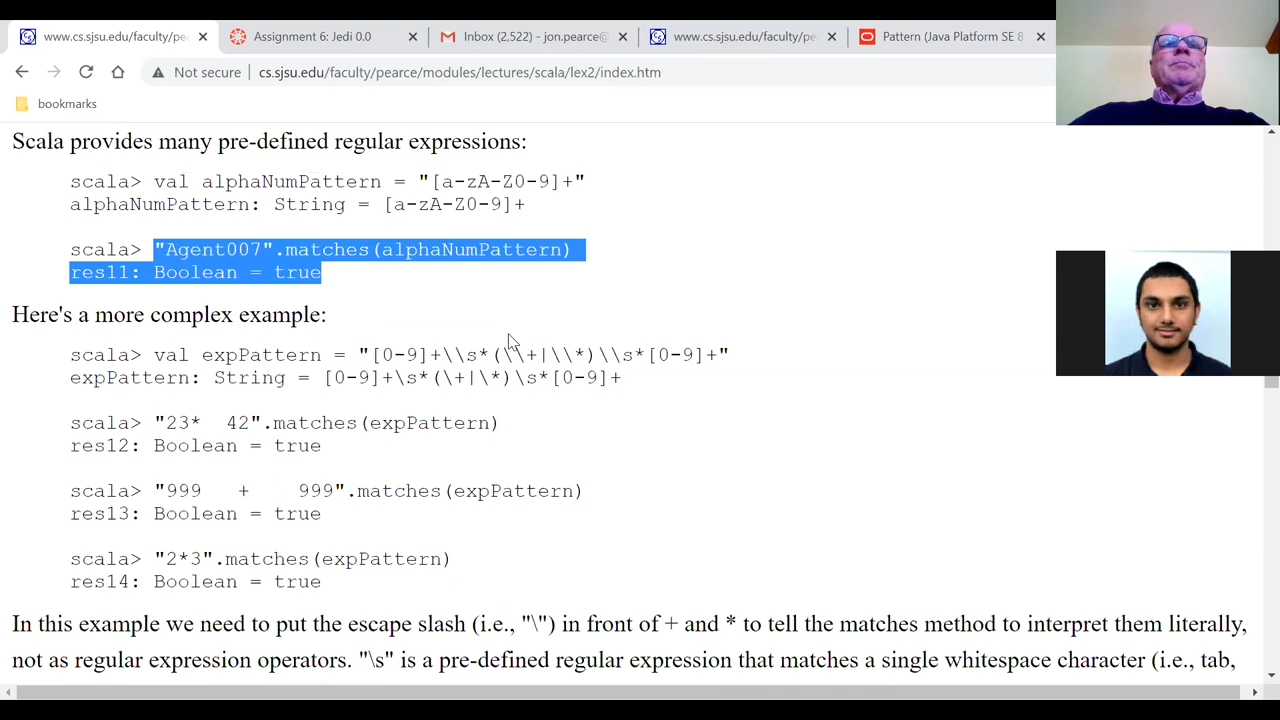 www.cs.sjsu.edu/faculty/pe
Assignment 6: Jedi 0.0
Inbox (2,522) - jon.pearce@
www.cs.sjsu.edu/faculty/pe
Pattern (Java Platform SE 8
Not secure
cs.sjsu.edu/faculty/pearce/modules/lectures/scala/lex2/index.htm
bookmarks
Scala provides many pre-defined regular expressions:
scala> val alphaNumPattern = "[a-zA-Z0-9]+"
alphaNumPattern: String = [a-zA-Z0-9]+
scala> "Agent007".matches(alphaNumPattern)
res11: Boolean = true
Here's a more complex example:
scala> val expPattern = "[0-9]+\\s*(\\+|\\*)\\s*[0-9]+"
expPattern: String = [0-9]+\s*(\+|\*)\s*[0-9]+
scala> "23*  42".matches(expPattern)
res12: Boolean = true
scala> "999   +    999".matches(expPattern)
res13: Boolean = true
scala> "2*3".matches(expPattern)
res14: Boolean = true
In this example we need to put the escape slash (i.e., "\") in front of + and * to tell the matches method to interpret them literally,
not as regular expression operators. "\s" is a pre-defined regular expression that matches a single whitespace character (i.e., tab,